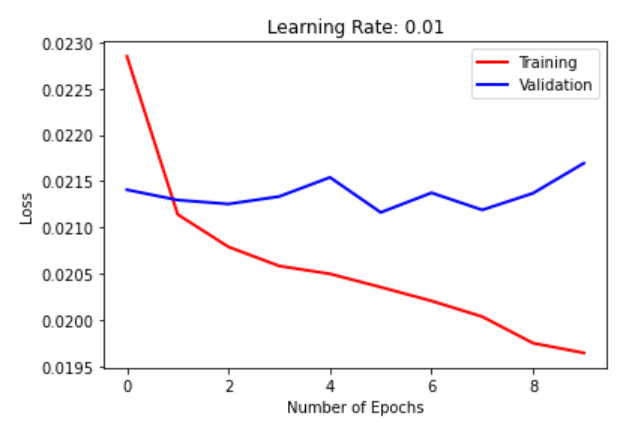 Learning Rate: 0.01
0.0230
0.0225
0.0220
0.0215
0.0210
0.0205
0.0200
0.0195
Loss
Training
Validation
0 2 4 6 8
Number of Epochs